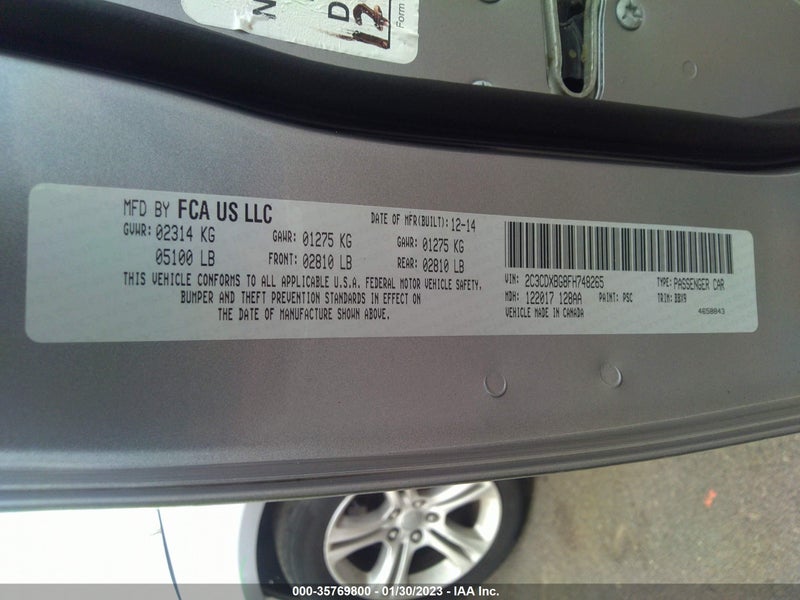 N
D
12
Form
MFD BY FCA US LLC
DATE OF MFR(BUILT): 12-14
GVWR: 02314 KG GAWR: 01275 KG GAWR: 01275 KG
05100 LB FRONT: 02810 LB REAR: 02810 LB
THIS VEHICLE CONFORMS TO ALL APPLICABLE U.S.A. FEDERAL MOTOR VEHICLE SAFETY,
BUMPER AND THEFT PREVENTION STANDARDS IN EFFECT ON
THE DATE OF MANUFACTURE SHOWN ABOVE.
VIN: 2C3CDXBG8FH748265 TYPE: PASSENGER CAR
MDH: 122017 128AA PAINT: PSC TRIM: BBX9
VEHICLE MADE IN CANADA 4658843
000-35769800 - 01/30/2023 - IAA Inc.